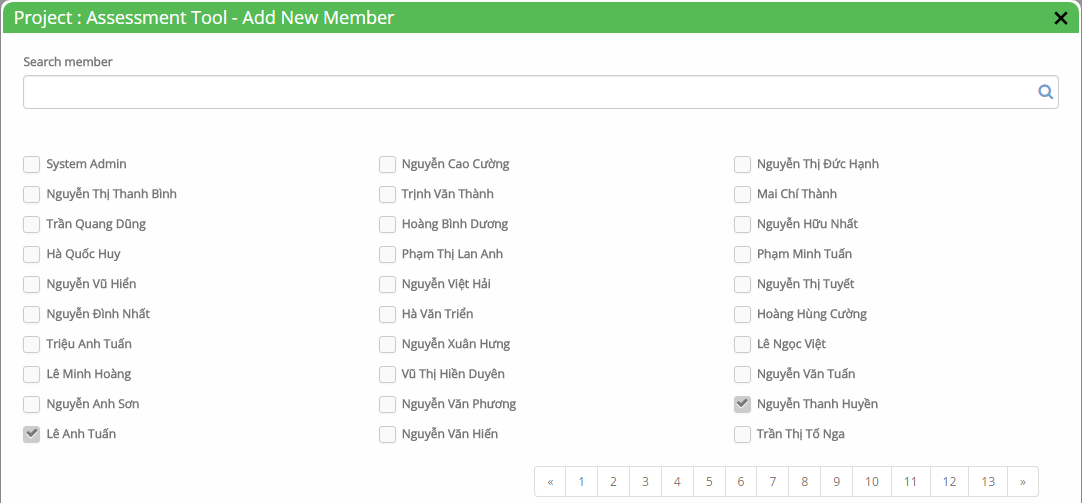 Project : Assessment Tool - Add New Member
Search member
System Admin Nguyễn Cao Cường Nguyễn Thị Đức Hạnh
Nguyễn Thị Thanh Bình Trịnh Văn Thành Mai Chí Thành
Trần Quang Dũng Hoàng Bình Dương Nguyễn Hữu Nhất
Hà Quốc Huy Phạm Thị Lan Anh Phạm Minh Tuấn
Nguyễn Vũ Hiển Nguyễn Việt Hải Nguyễn Thị Tuyết
Nguyễn Đình Nhất Hà Văn Triển Hoàng Hùng Cường
Triệu Anh Tuấn Nguyễn Xuân Hưng Lê Ngọc Việt
Lê Minh Hoàng Vũ Thị Hiền Duyên Nguyễn Văn Tuấn
Nguyễn Anh Sơn Nguyễn Văn Phương Nguyễn Thanh Huyền
Lê Anh Tuấn Nguyễn Văn Hiến Trần Thị Tố Nga
« 1 2 3 4 5 6 7 8 9 10 11 12 13 »